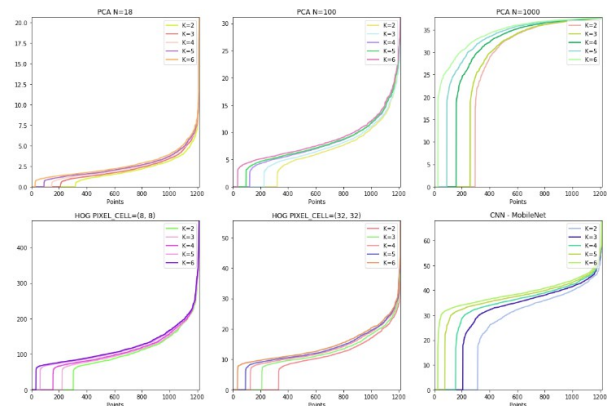 PCA N=18
20.0
17.5
15.0
12.5
10.0
7.5
5.0
2.5
0.0
0 200 400 600 800 1000 1200
Points
K=2
K=3
K=4
K=5
K=6
PCA N=100
30
25
20
15
10
5
0
0 200 400 600 800 1000 1200
Points
K=2
K=3
K=4
K=5
K=6
PCA N=1000
35
30
25
20
15
10
5
0
0 200 400 600 800 1000 1200
Points
K=2
K=3
K=4
K=5
K=6
HOG PIXEL_CELL=(8, 8)
400
300
200
100
0
0 200 400 600 800 1000 1200
Points
K=2
K=3
K=4
K=5
K=6
HOG PIXEL_CELL=(32, 32)
50
40
30
20
10
0
0 200 400 600 800 1000 1200
Points
K=2
K=3
K=4
K=5
K=6
CNN - MobileNet
60
50
40
30
20
10
0
0 200 400 600 800 1000 1200
Points
K=2
K=3
K=4
K=5
K=6